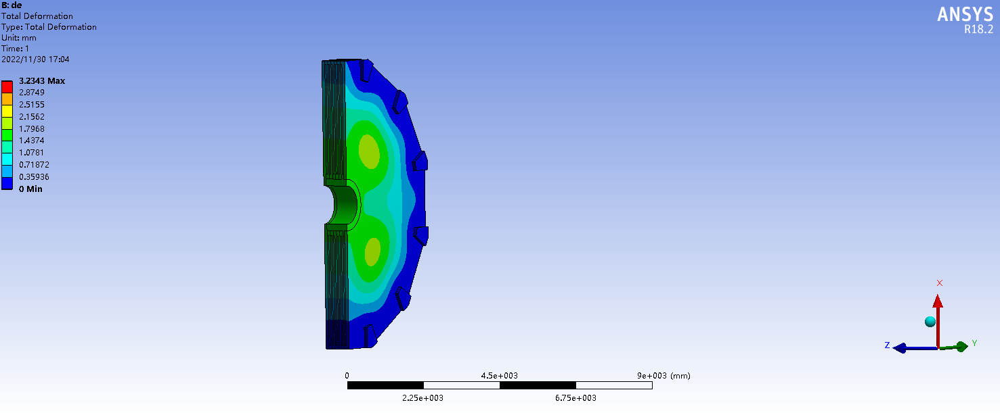 B: de
Total Deformation
Type: Total Deformation
Unit: mm
Time: 1
2022/11/30 17:04
ANSYS
R18.2
3.2343 Max
2.8749
2.5155
2.1562
1.7968
1.4374
1.0781
0.71872
0.35936
0 Min
X
Z
Y
0
4.5e+003
9e+003 (mm)
2.25e+003
6.75e+003